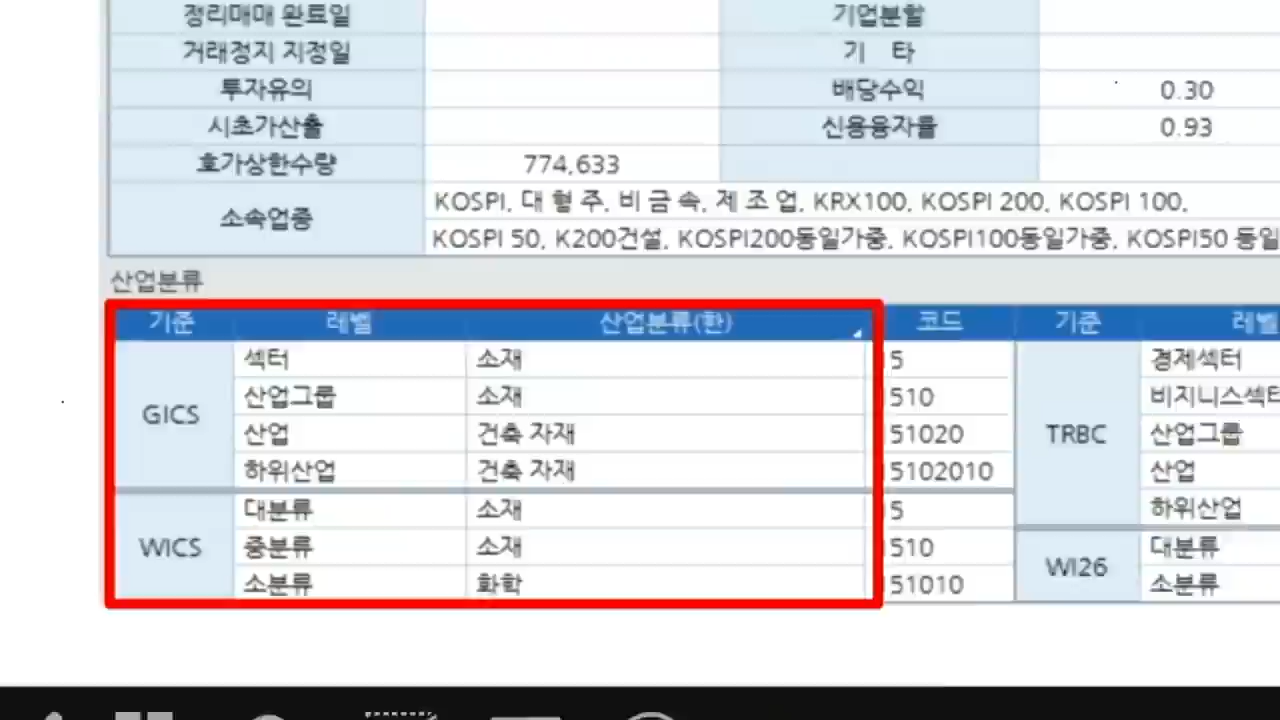 정리매매 완료일 기업분할
거래정지 지정일 기 타
투자유의 배당수익 0.30
시초가산출 신용융자률 0.93
호가상한수량 774,633
소속업종 KOSPI, 대 형 주, 비 금 속, 제 조 업, KRX100, KOSPI 200, KOSPI 100,
KOSPI 50, K200건설, KOSPI200동일가중, KOSPI100동일가중, KOSPI50 동일
산업분류
기준 레벨 산업분류(한) 코드 기준 레벨
GICS 섹터 소재 5 TRBC 경제섹터
산업그룹 소재 510 비지니스섹터
산업 건축 자재 51020 산업그룹
하위산업 건축 자재 5102010 산업
WICS 대분류 소재 5 하위산업
중분류 소재 510 WI26 대분류
소분류 화학 51010 소분류